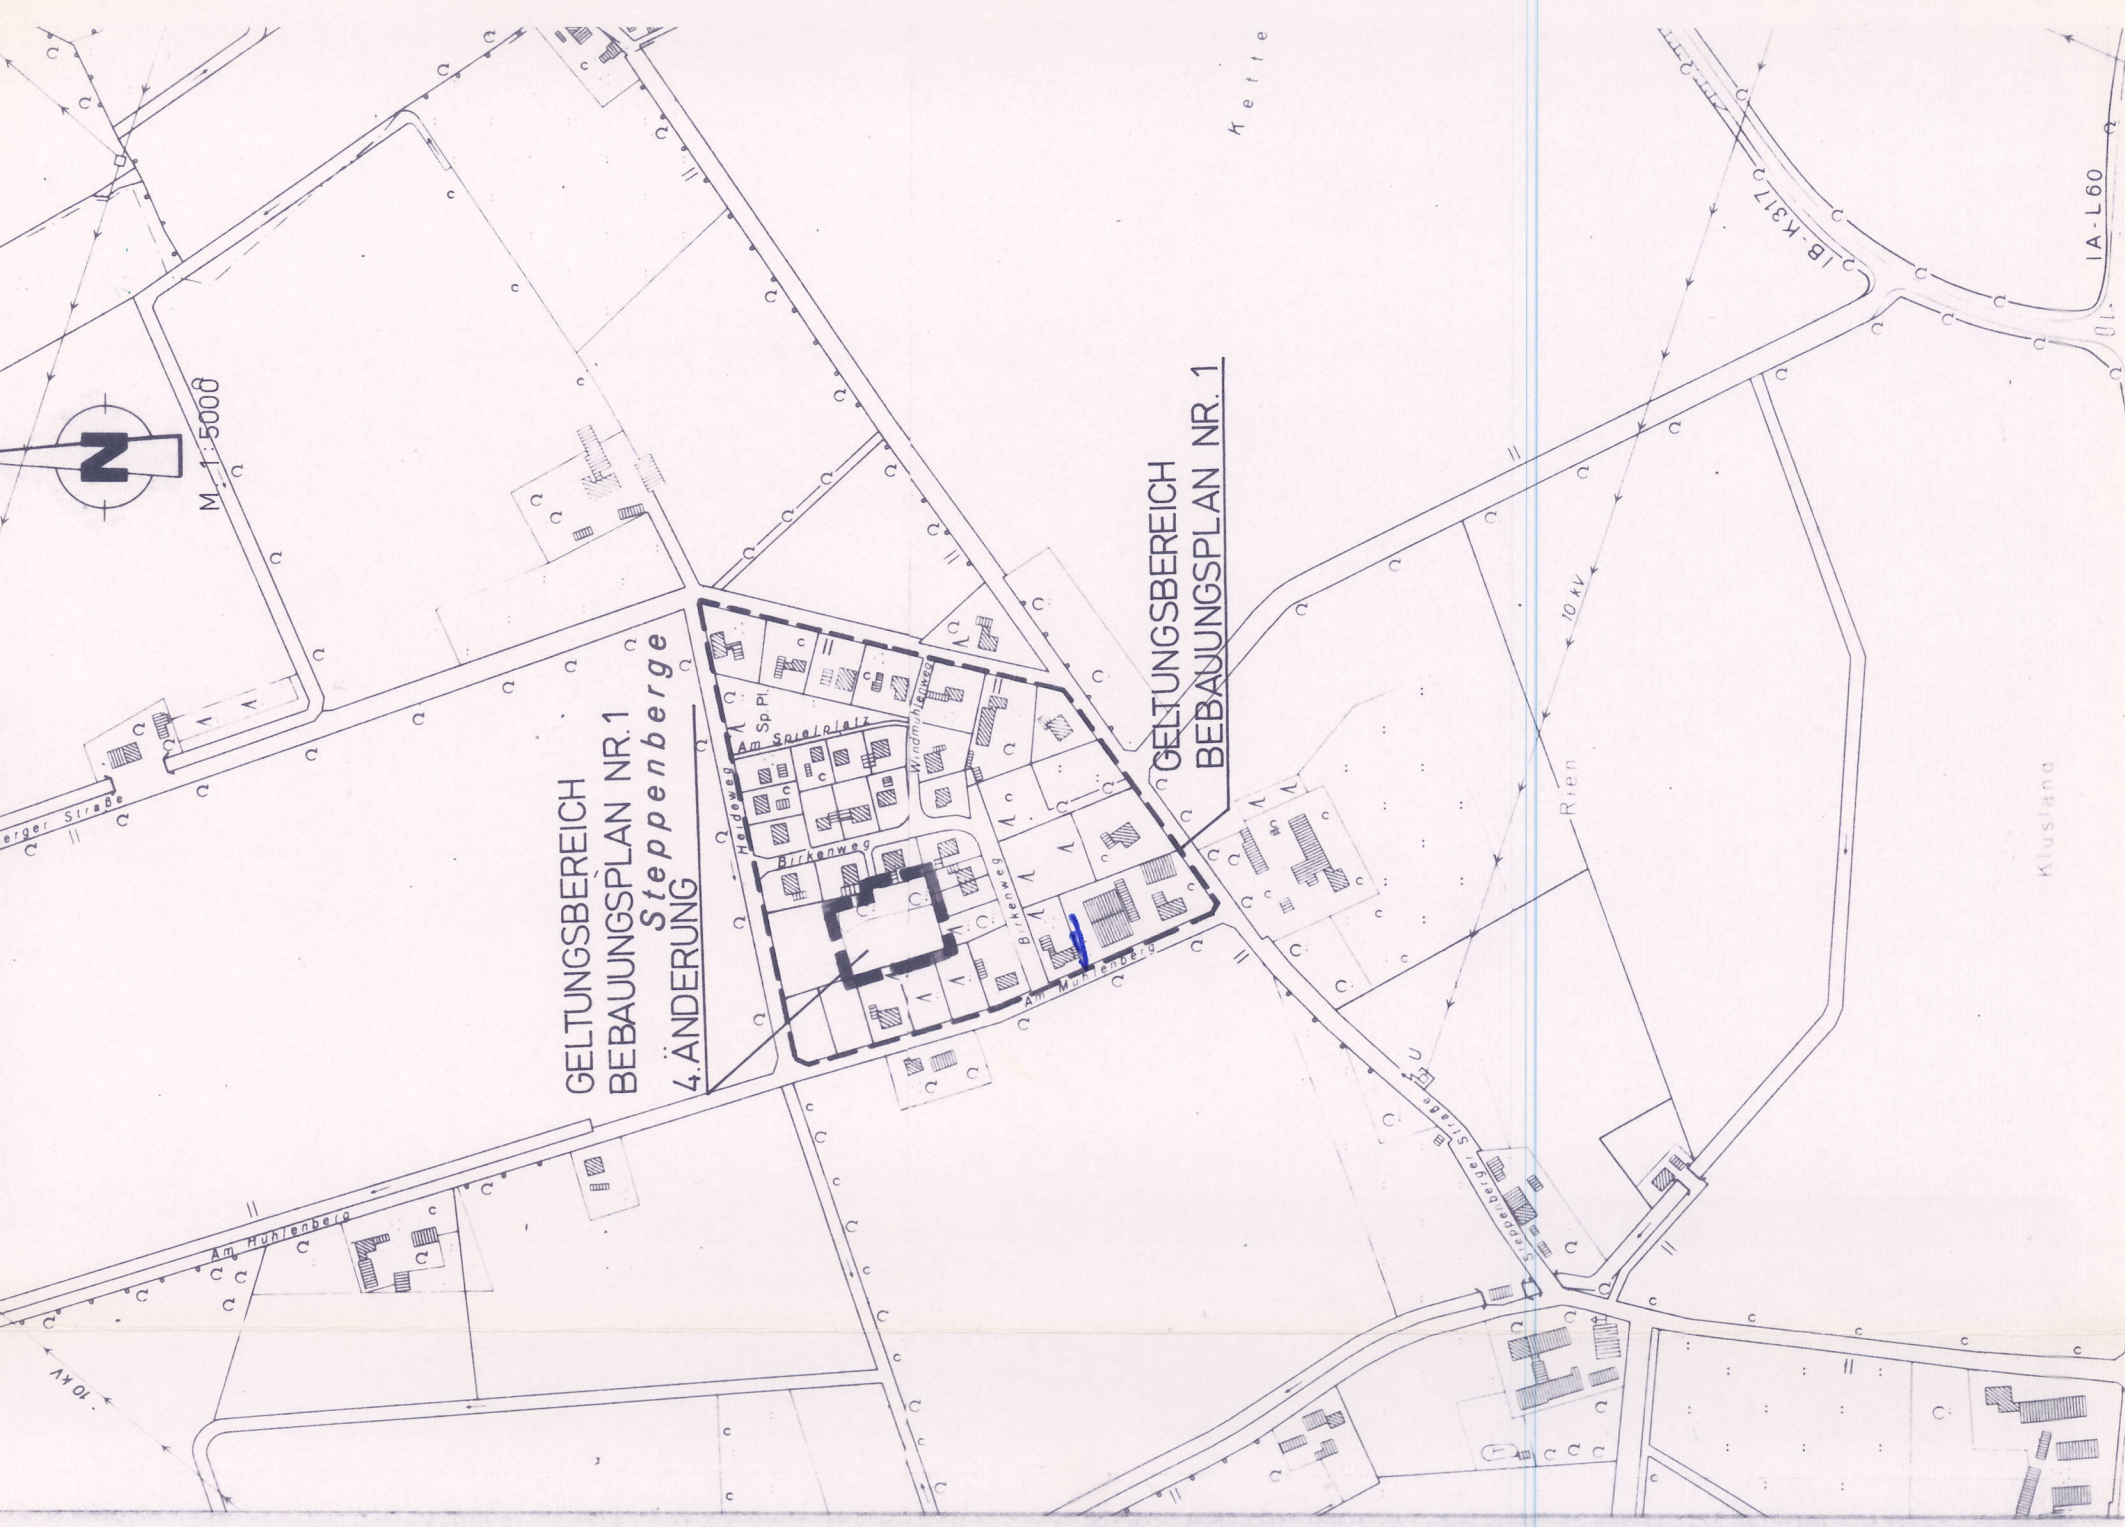 N
M 1:5000
GELTUNGSBEREICH
BEBAUUNGSPLAN NR.1
Steppenberge
4.ÄNDERUNG
GELTUNGSBEREICH
BEBAUUNGSPLAN NR. 1
Kette
IB-K317
IA-L60
10 kV
Rien
Klusland
erger Straße
Heideweg
Sp.Pl.
Am Spielplatz
Windmühlenweg
Birkenweg
Birkenweg
Am Mühlenberg
Am Mühlenberg
U
Steppenberger Straße
10 kV